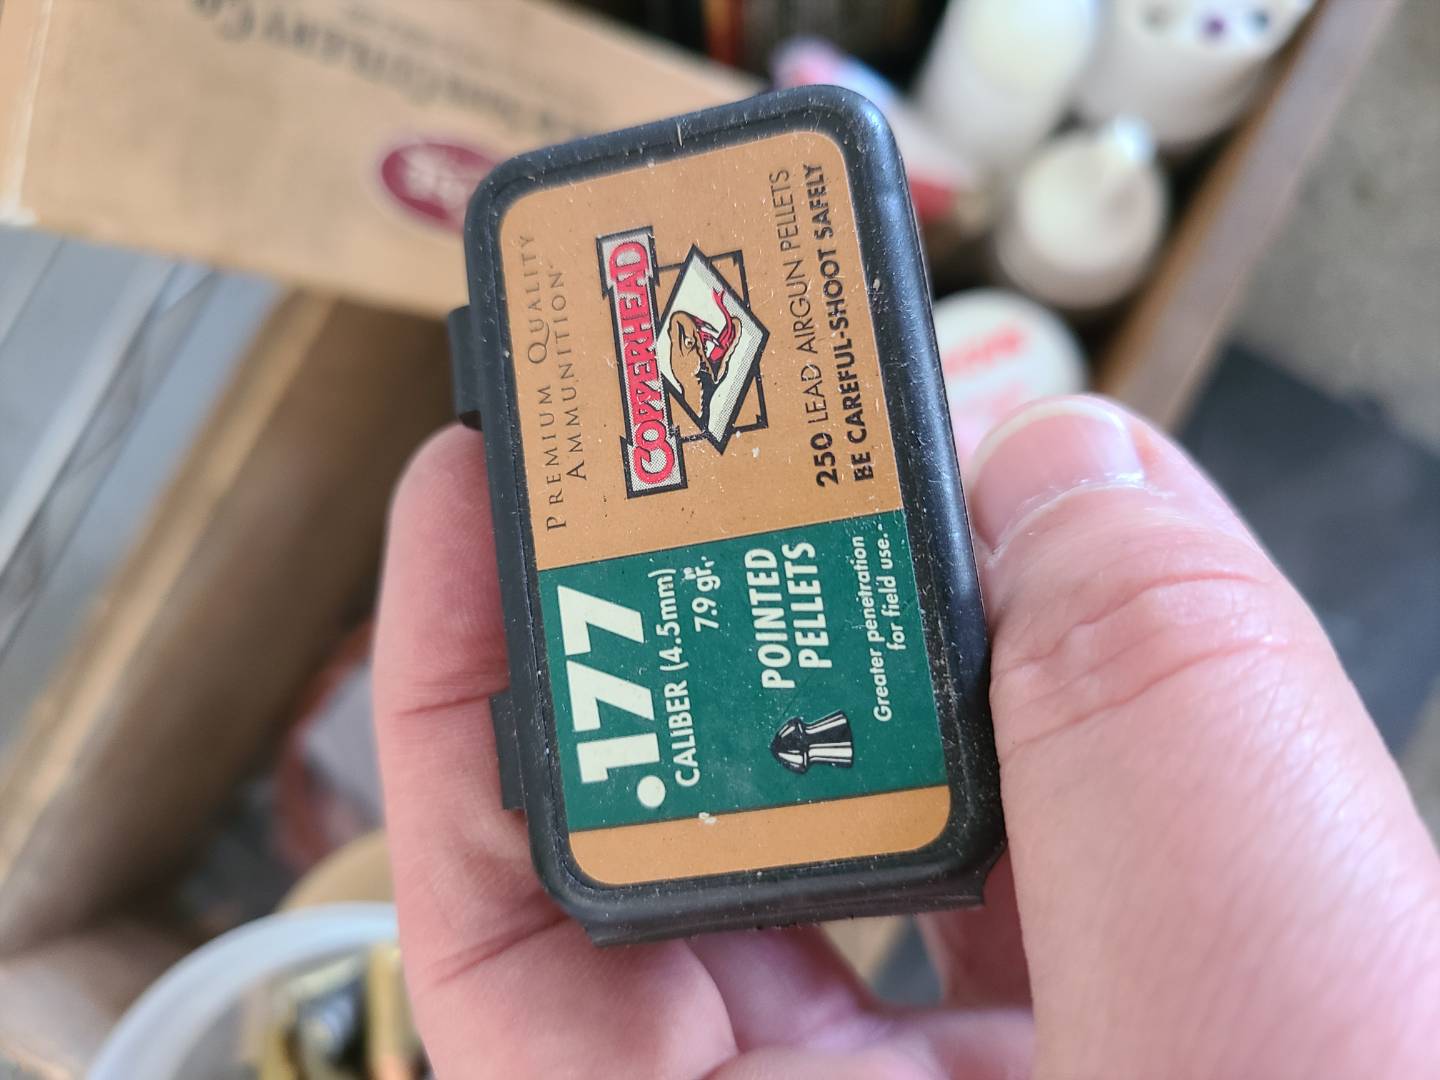 PREMIUM QUALITY
AMMUNITION
COPPERHEAD
250 LEAD AIRGUN PELLETS
BE CAREFUL-SHOOT SAFELY
.177
CALIBER (4.5mm)
7.9 gr.
POINTED
PELLETS
Greater penetration
for field use.